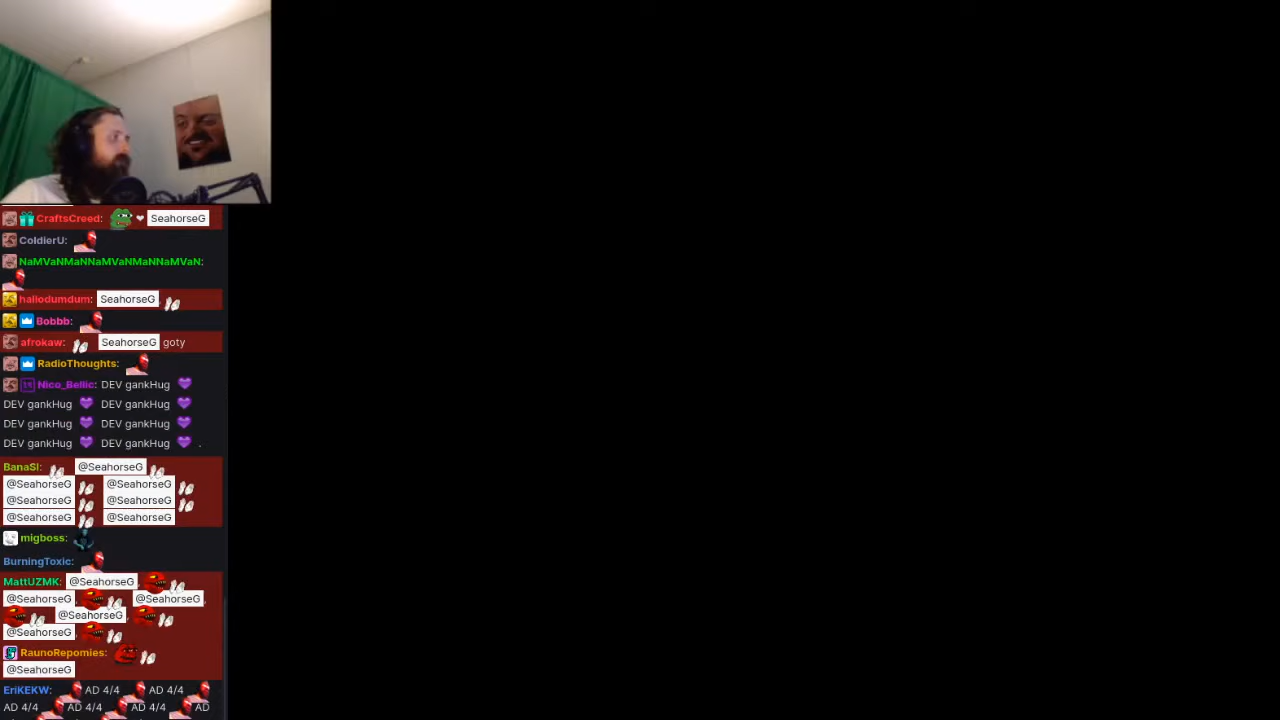 CraftsCreed: SeahorseG
ColdierU:
NaMVaNMaNNaMVaNMaNNaMVaN:
hallodumdum: SeahorseG
Bobbb:
afrokaw: SeahorseG goty
RadioThoughts:
Nico_Bellic: DEV gankHug
DEV gankHug DEV gankHug
DEV gankHug DEV gankHug
DEV gankHug DEV gankHug .
BanaSl: @SeahorseG
@SeahorseG @SeahorseG
@SeahorseG @SeahorseG
@SeahorseG @SeahorseG
migboss:
BurningToxic:
MattUZMK: @SeahorseG
@SeahorseG @SeahorseG
@SeahorseG
@SeahorseG
RaunoRepomies:
@SeahorseG
EriKEKW: AD 4/4 AD 4/4
AD 4/4 AD 4/4 AD 4/4 AD